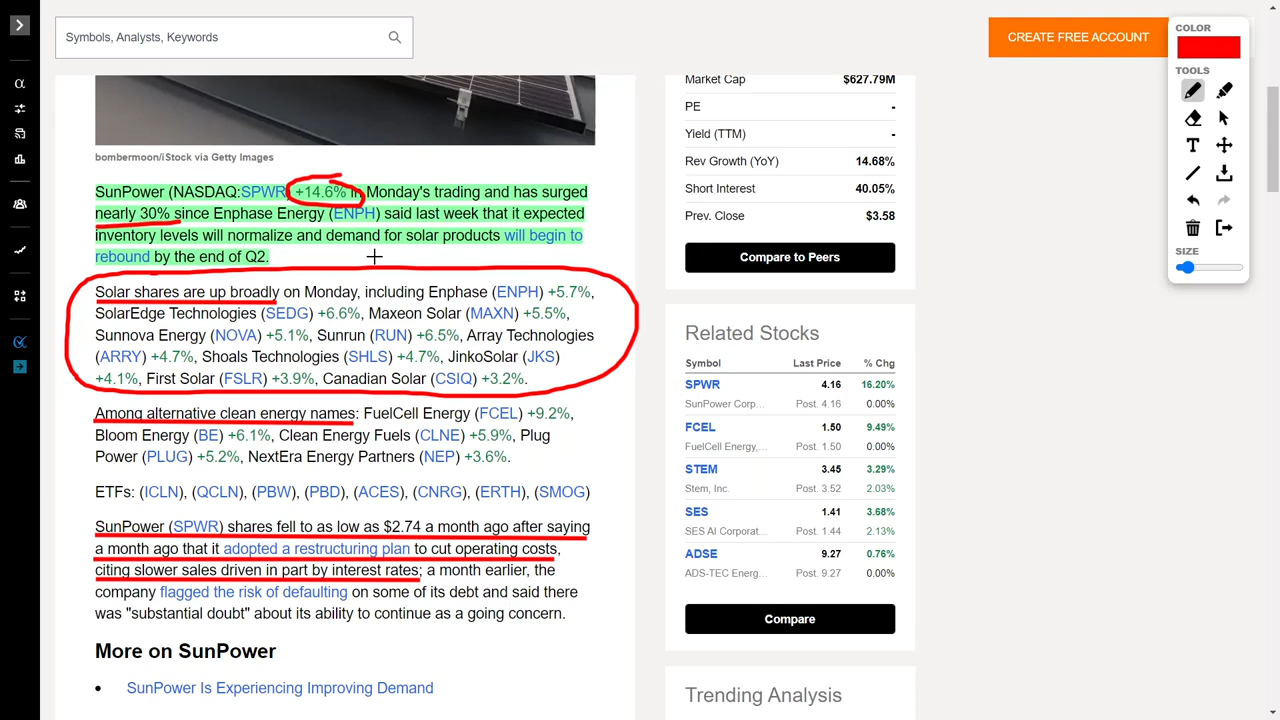 Symbols, Analysts, Keywords
CREATE FREE ACCOUNT
COLOR
TOOLS
T
SIZE
α
bombermoon/iStock via Getty Images
SunPower (NASDAQ:SPWR) +14.6% in Monday's trading and has surged
nearly 30% since Enphase Energy (ENPH) said last week that it expected
inventory levels will normalize and demand for solar products will begin to
rebound by the end of Q2.
Solar shares are up broadly on Monday, including Enphase (ENPH) +5.7%,
SolarEdge Technologies (SEDG) +6.6%, Maxeon Solar (MAXN) +5.5%,
Sunnova Energy (NOVA) +5.1%, Sunrun (RUN) +6.5%, Array Technologies
(ARRY) +4.7%, Shoals Technologies (SHLS) +4.7%, JinkoSolar (JKS)
+4.1%, First Solar (FSLR) +3.9%, Canadian Solar (CSIQ) +3.2%.
Among alternative clean energy names: FuelCell Energy (FCEL) +9.2%,
Bloom Energy (BE) +6.1%, Clean Energy Fuels (CLNE) +5.9%, Plug
Power (PLUG) +5.2%, NextEra Energy Partners (NEP) +3.6%.
ETFs: (ICLN), (QCLN), (PBW), (PBD), (ACES), (CNRG), (ERTH), (SMOG)
SunPower (SPWR) shares fell to as low as $2.74 a month ago after saying
a month ago that it adopted a restructuring plan to cut operating costs,
citing slower sales driven in part by interest rates; a month earlier, the
company flagged the risk of defaulting on some of its debt and said there
was "substantial doubt" about its ability to continue as a going concern.
More on SunPower
• SunPower Is Experiencing Improving Demand
Market Cap $627.79M
PE -
Yield (TTM) -
Rev Growth (YoY) 14.68%
Short Interest 40.05%
Prev. Close $3.58
Compare to Peers
Related Stocks
Symbol Last Price % Chg
SPWR 4.16 16.20%
SunPower Corp... Post. 4.16 0.00%
FCEL 1.50 9.49%
FuelCell Energy,... Post. 1.50 0.00%
STEM 3.45 3.29%
Stem, Inc. Post. 3.52 2.03%
SES 1.41 3.68%
SES AI Corporat... Post. 1.44 2.13%
ADSE 9.27 0.76%
ADS-TEC Energ... Post. 9.27 0.00%
Compare
Trending Analysis